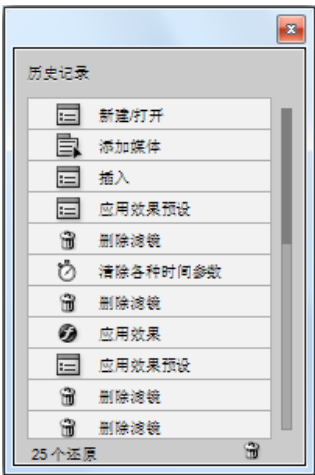 历史记录
新建/打开
添加媒体
插入
应用效果预设
删除滤镜
清除各种时间参数
删除滤镜
应用效果
应用效果预设
删除滤镜
删除滤镜
25个还原